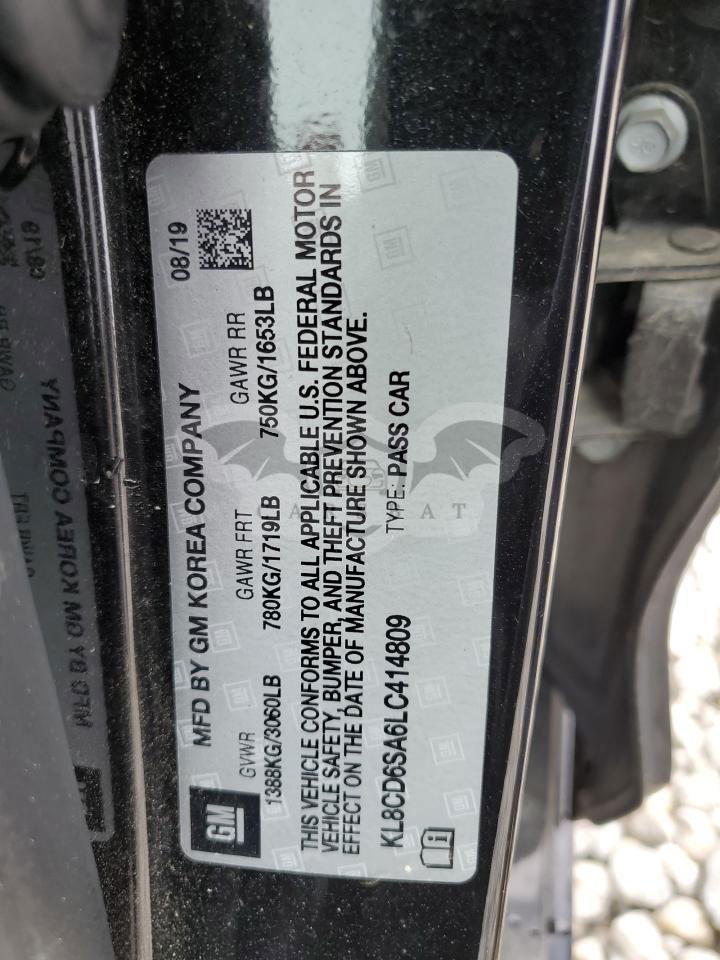 MFD BY GM KOREA COMPANY 08/19
GM
GVWR GAWR FRT GAWR RR
1388KG/3060LB 780KG/1719LB 750KG/1653LB
THIS VEHICLE CONFORMS TO ALL APPLICABLE U.S. FEDERAL MOTOR
VEHICLE SAFETY, BUMPER, AND THEFT PREVENTION STANDARDS IN
EFFECT ON THE DATE OF MANUFACTURE SHOWN ABOVE.
KL8CD6SA6LC414809 TYPE: PASS CAR